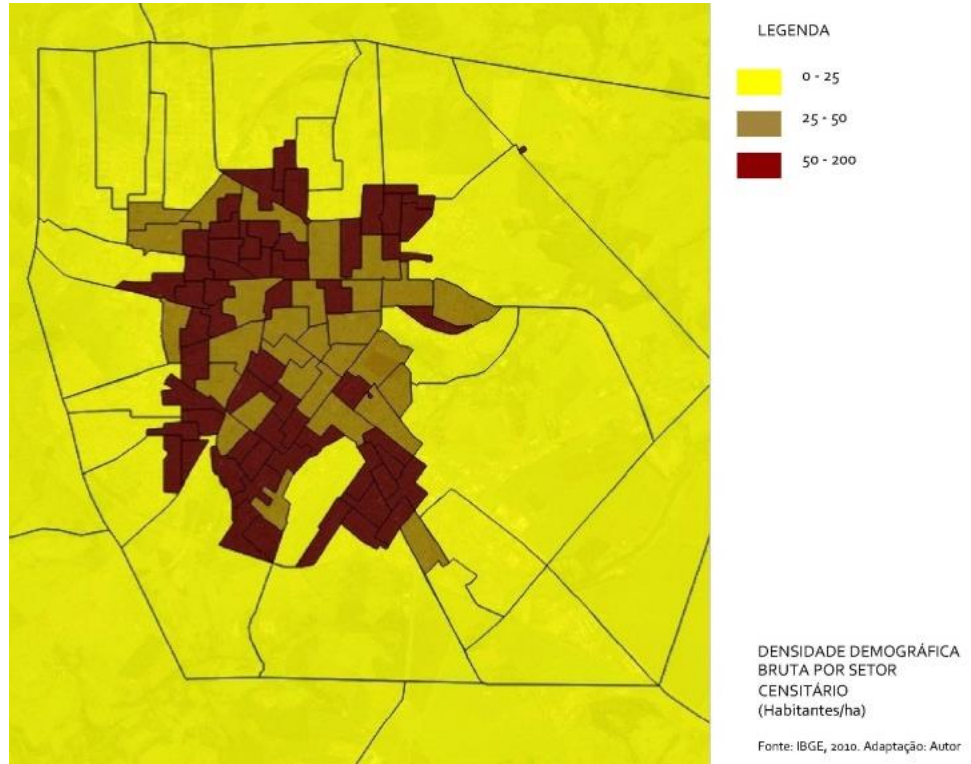 LEGENDA
0 - 25
25 - 50
50 - 200
DENSIDADE DEMOGRÁFICA
BRUTA POR SETOR
CENSITÁRIO
(Habitantes/ha)
Fonte: IBGE, 2010. Adaptação: Autor